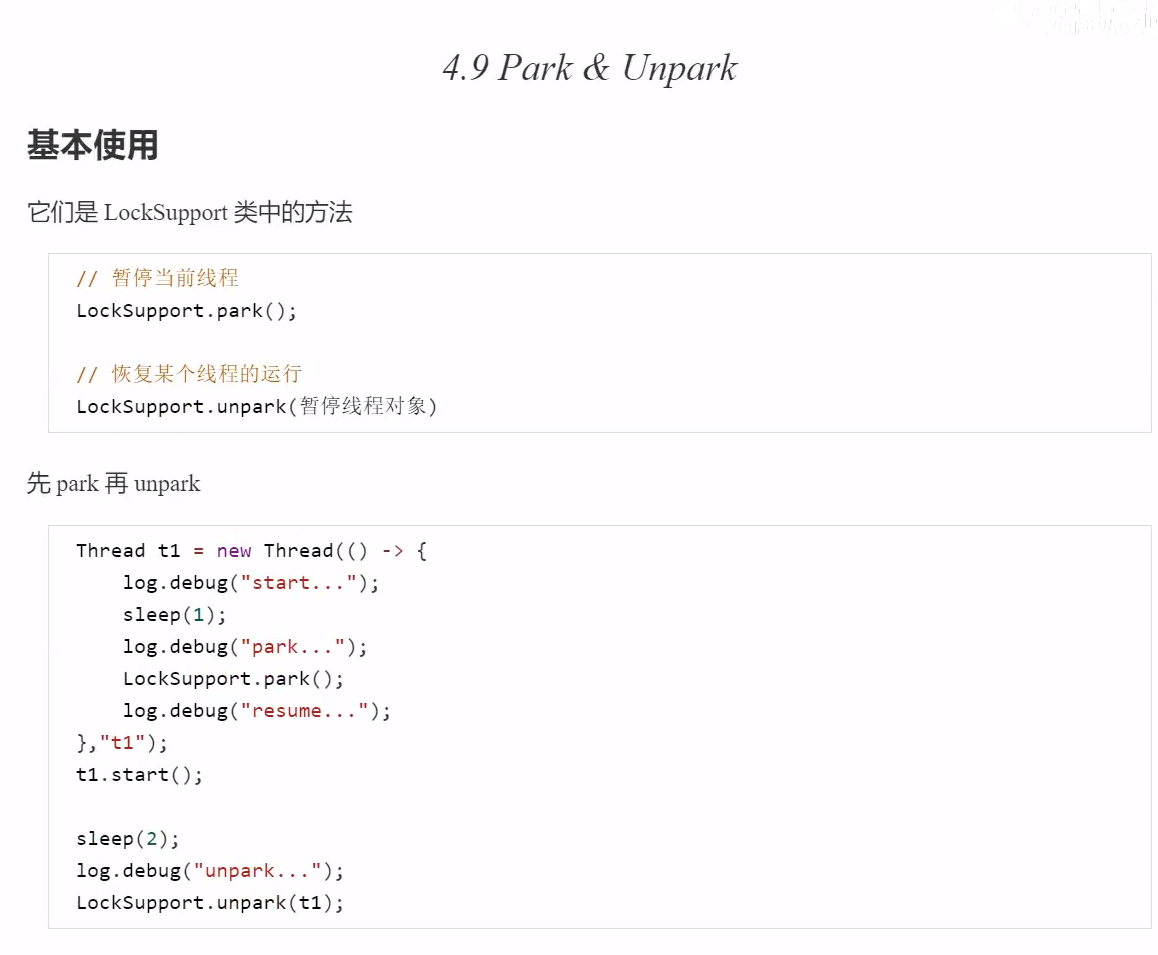 4.9 Park & Unpark
基本使用
它们是 LockSupport 类中的方法
// 暂停当前线程
LockSupport.park();
// 恢复某个线程的运行
LockSupport.unpark(暂停线程对象)
先 park 再 unpark
Thread t1 = new Thread(() -> {
    log.debug("start...");
    sleep(1);
    log.debug("park...");
    LockSupport.park();
    log.debug("resume...");
},"t1");
t1.start();
sleep(2);
log.debug("unpark...");
LockSupport.unpark(t1);